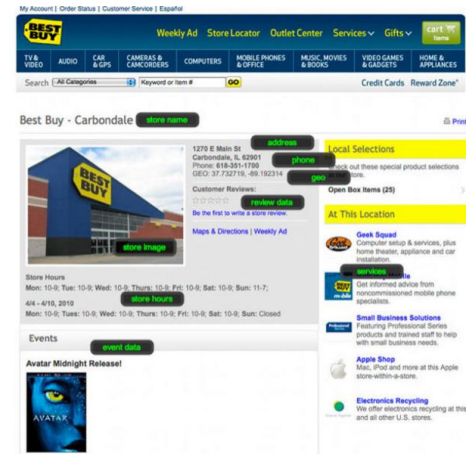 My Account | Order Status | Customer Service | Español
BEST BUY
Weekly Ad Store Locator Outlet Center Services Gifts
cart
items
TV & VIDEO
AUDIO
CAR & GPS
CAMERAS & CAMCORDERS
COMPUTERS
MOBILE PHONES & OFFICE
MUSIC, MOVIES & BOOKS
VIDEO GAMES & GADGETS
HOME & APPLIANCES
Search All Categories Keyword or Item # GO
Credit Cards Reward Zone
Best Buy - Carbondale store name
Print
BEST BUY
store image
1270 E Main St address
Carbondale, IL 62901
Phone: 618-351-1700 phone
GEO: 37.732719, -89.192314 geo
Customer Reviews:
review data
Be the first to write a store review.
Maps & Directions | Weekly Ad
Store Hours
Mon: 10-9; Tue: 10-9; Wed: 10-9; Thurs: 10-9; Fri: 10-9; Sat: 10-9; Sun: 11-7;
store hours
4/4 - 4/10, 2010
Mon: 10-9; Tues: 10-9; Wed: 10-9; Thurs: 10-9; Fri: 10-9; Sat: 10-9; Sun: Closed
Events
event data
Avatar Midnight Release!
AVATAR
Local Selections
Check out these special product selections
store.
Open Box Items (25)
At This Location
Geek Squad
Computer setup & services, plus
home theater, appliance and car
installation.
services
Get informed advice from
noncommissioned mobile phone
specialists.
Small Business Solutions
Featuring Professional Series
products and trained staff to help
with small business needs.
Apple Shop
Mac, iPod and more at this Apple
store-within-a-store.
Electronics Recycling
We offer electronics recycling at this
and all other U.S. stores.